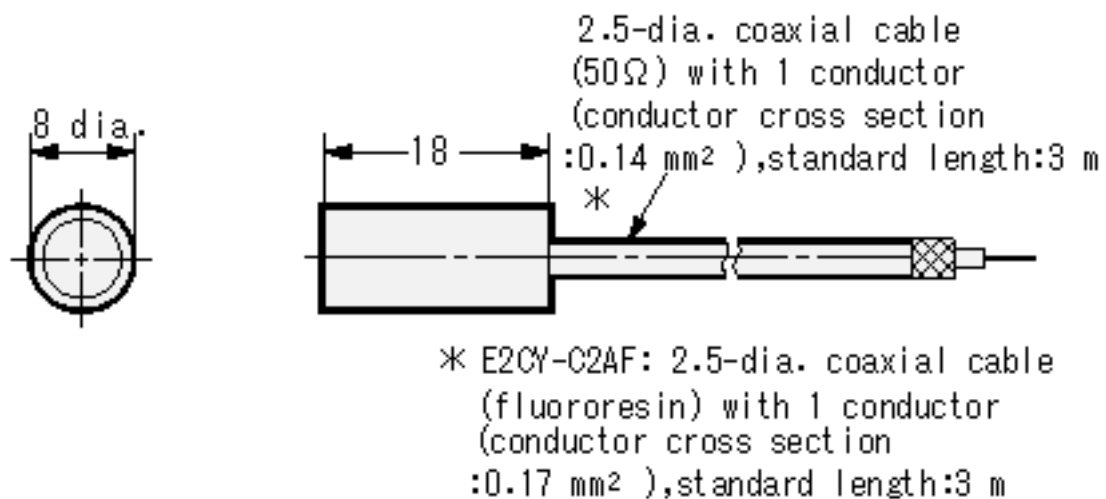 2.5-dia. coaxial cable
(50Ω) with 1 conductor
(conductor cross section
:0.14 mm² ),standard length:3 m
*
8 dia.
18
* E2CY-C2AF: 2.5-dia. coaxial cable
(fluororesin) with 1 conductor
(conductor cross section
:0.17 mm² ),standard length:3 m